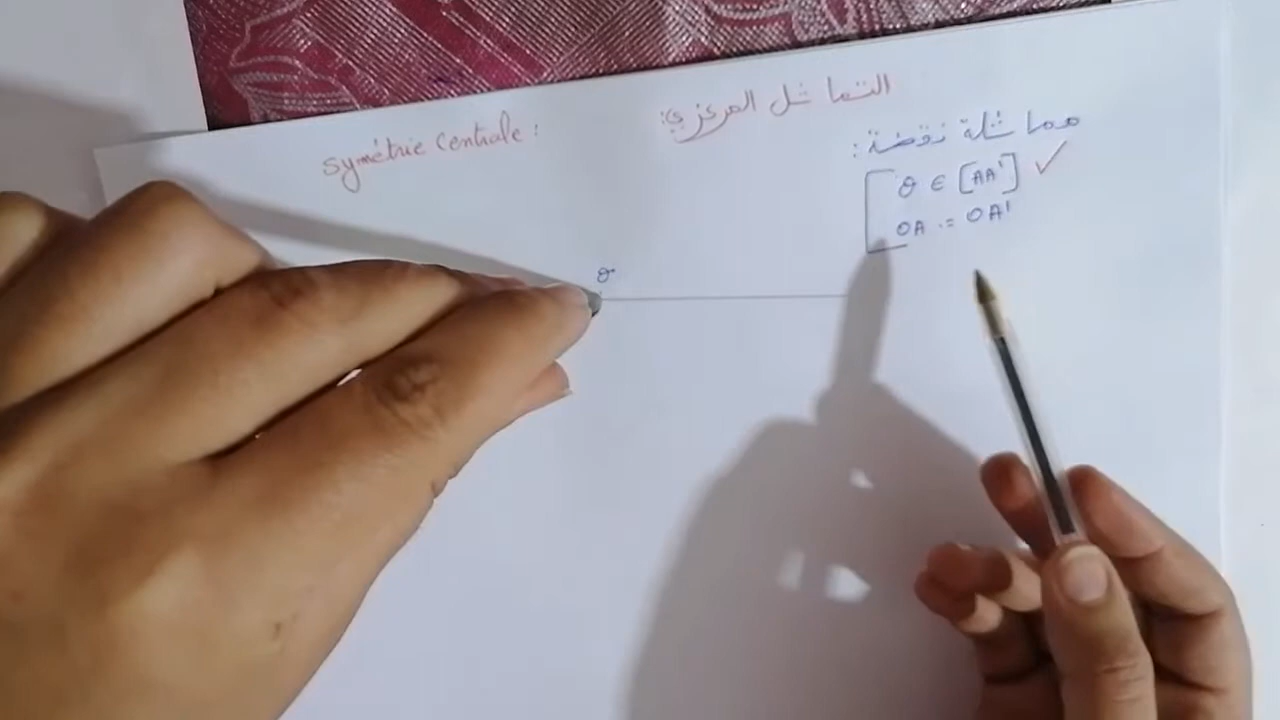 التماثل المركزي:
symétrie centrale :
مماثلة نقطة :
O ∈ [AA'] ✓
OA = OA'
O